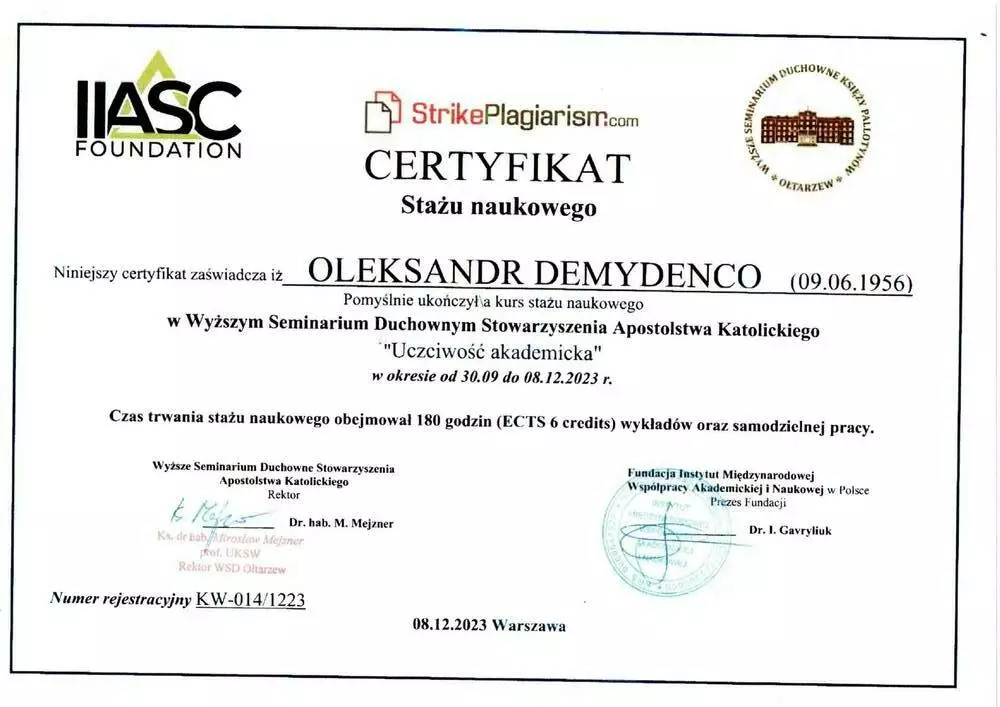 IIASC
FOUNDATION
StrikePlagiarism.com
WYŻSZE SEMINARIUM DUCHOWNE KSIĘŻY PALLOTYNÓW * OŁTARZEW *
CERTYFIKAT
Stażu naukowego
Niniejszy certyfikat zaświadcza iż OLEKSANDR DEMYDENCO (09.06.1956)
Pomyślnie ukończył\a kurs stażu naukowego
w Wyższym Seminarium Duchownym Stowarzyszenia Apostolstwa Katolickiego
"Uczciwość akademicka"
w okresie od 30.09 do 08.12.2023 r.
Czas trwania stażu naukowego obejmował 180 godzin (ECTS 6 credits) wykładów oraz samodzielnej pracy.
Wyższe Seminarium Duchowne Stowarzyszenia
Apostolstwa Katolickiego
Rektor
K. Mejzner
Dr. hab. M. Mejzner
Ks. dr hab. Mirosław Mejzner
prof. UKSW
Rektor WSD Ołtarzew
Fundacja Instytut Międzynarodowej
Współpracy Akademickiej i Naukowej w Polsce
Prezes Fundacji
Dr. I. Gavryliuk
INSTYTUT
Numer rejestracyjny KW-014/1223
08.12.2023 Warszawa